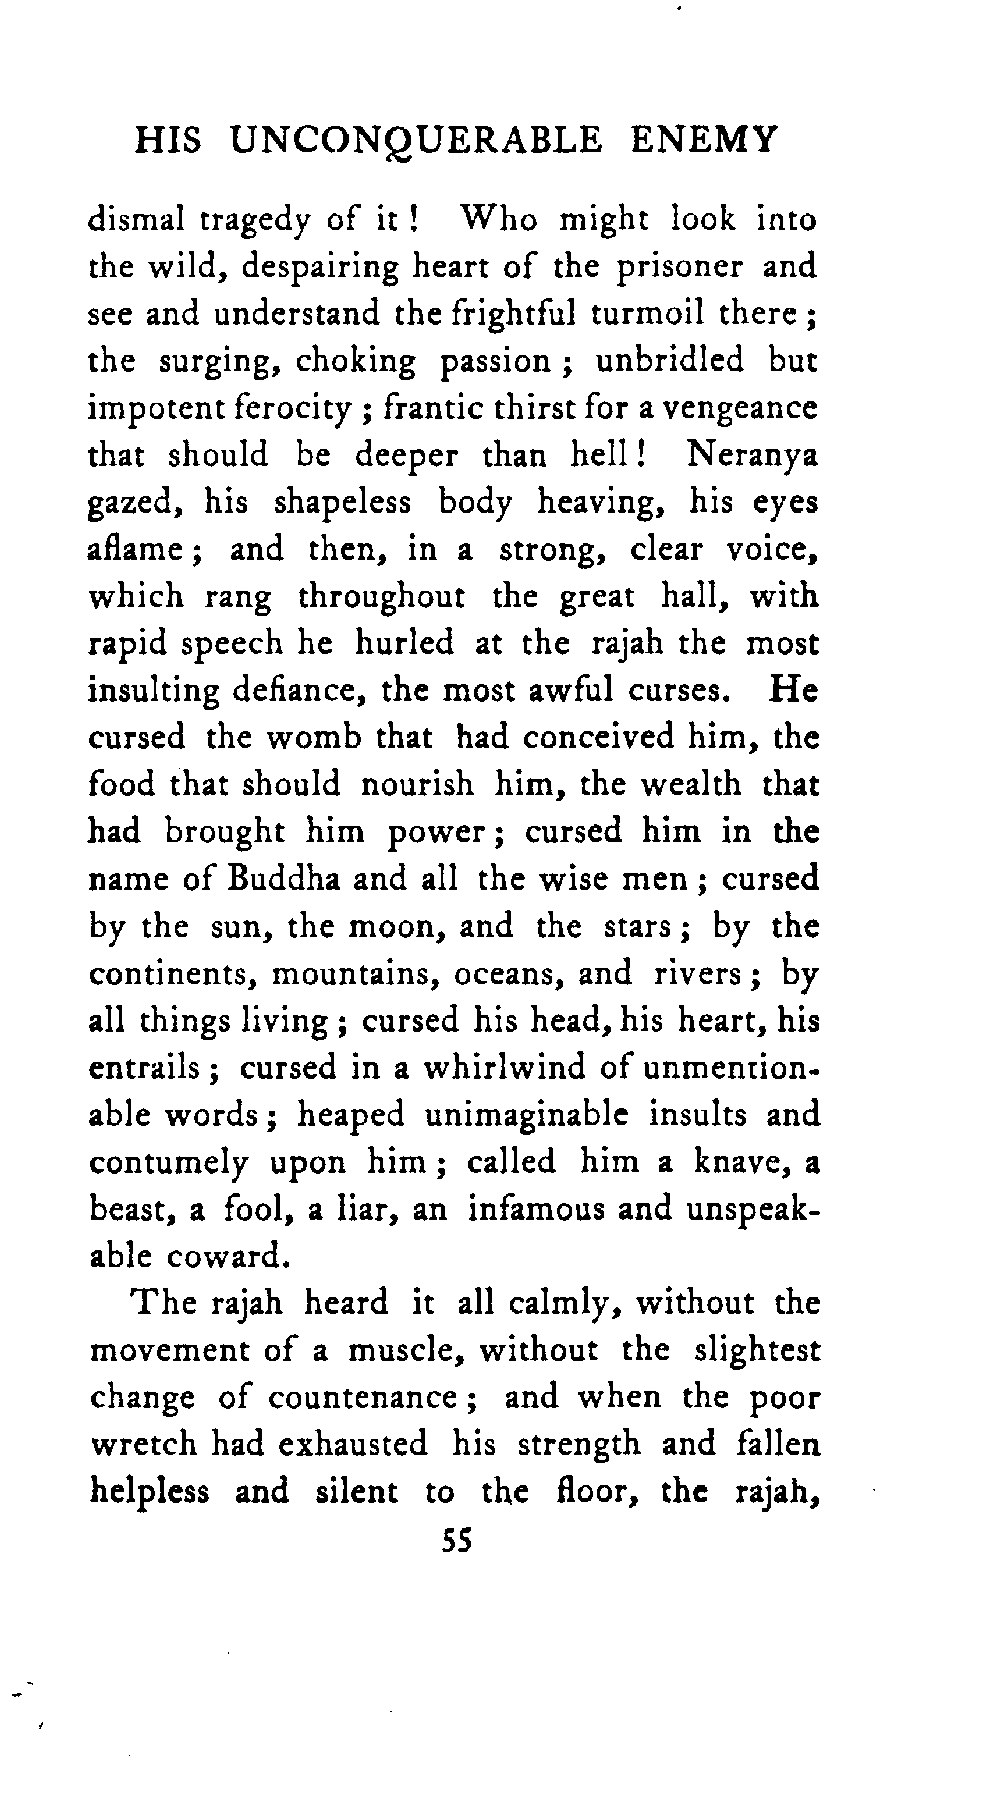 HIS UNCONQUERABLE ENEMY
dismal tragedy of it ! Who might look into
the wild, despairing heart of the prisoner and
see and understand the frightful turmoil there ;
the surging, choking passion ; unbridled but
impotent ferocity ; frantic thirst for a vengeance
that should be deeper than hell ! Neranya
gazed, his shapeless body heaving, his eyes
aflame ; and then, in a strong, clear voice,
which rang throughout the great hall, with
rapid speech he hurled at the rajah the most
insulting defiance, the most awful curses. He
cursed the womb that had conceived him, the
food that should nourish him, the wealth that
had brought him power ; cursed him in the
name of Buddha and all the wise men ; cursed
by the sun, the moon, and the stars ; by the
continents, mountains, oceans, and rivers ; by
all things living ; cursed his head, his heart, his
entrails ; cursed in a whirlwind of unmention-
able words ; heaped unimaginable insults and
contumely upon him ; called him a knave, a
beast, a fool, a liar, an infamous and unspeak-
able coward.
The rajah heard it all calmly, without the
movement of a muscle, without the slightest
change of countenance ; and when the poor
wretch had exhausted his strength and fallen
helpless and silent to the floor, the rajah,
55